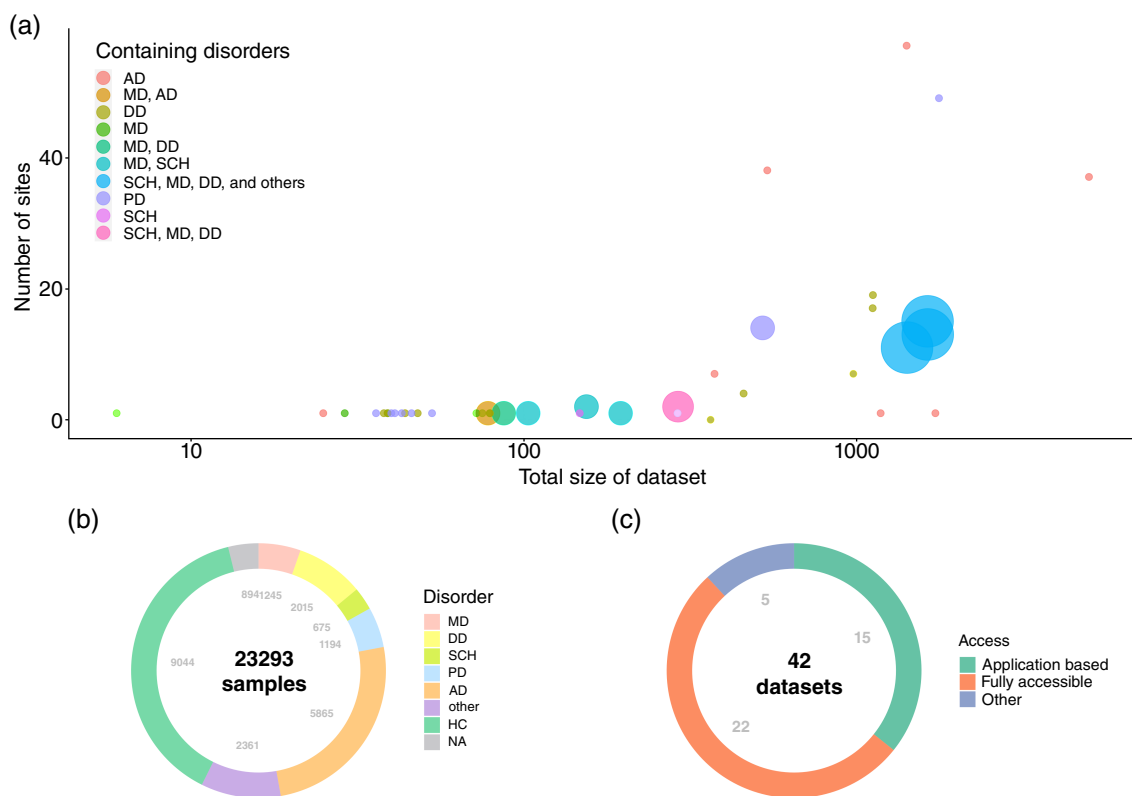 (a)
Containing disorders
AD
MD, AD
DD
MD
MD, DD
MD, SCH
SCH, MD, DD, and others
PD
SCH
SCH, MD, DD
Number of sites
40
20
0
10
100
1000
Total size of dataset
(b)
894
1245
2015
675
1194
5865
2361
9044
23293
samples
Disorder
MD
DD
SCH
PD
AD
other
HC
NA
(c)
5
15
22
42
datasets
Access
Application based
Fully accessible
Other